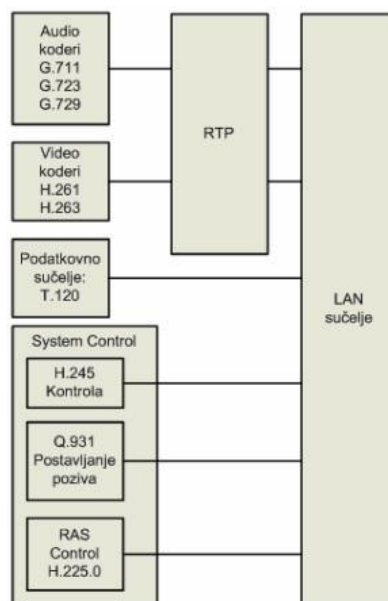 Audio
koderi
G.711
G.723
G.729
RTP
Video
koderi
H.261
H.263
Podatkovno
sučelje:
T.120
LAN
sučelje
System Control
H.245
Kontrola
Q.931
Postavljanje
poziva
RAS
Control
H.225.0